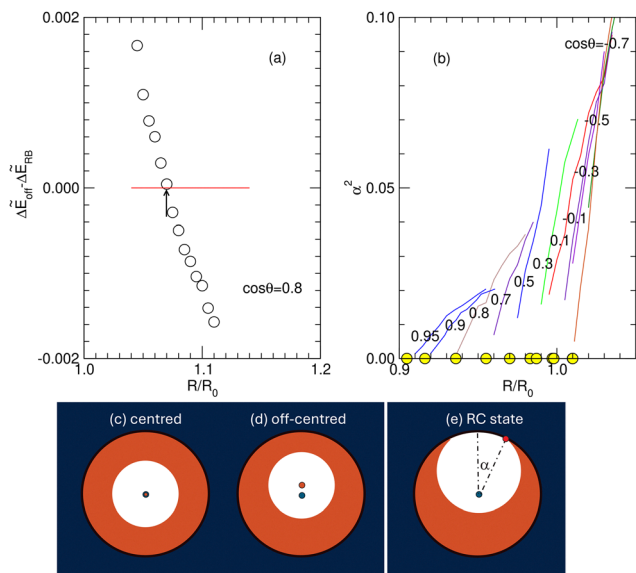 0.002
0.000
-0.002
ΔẼoff-ΔẼRB
(a)
cosθ=0.8
1.0
1.1
1.2
R/R0
0.10
0.05
0.00
α2
(b)
cosθ=-0.7
-0.5
-0.3
-0.1
0.1
0.3
0.5
0.7
0.8
0.9
0.95
0.9
1.0
R/R0
(c) centred
(d) off-centred
(e) RC state
α